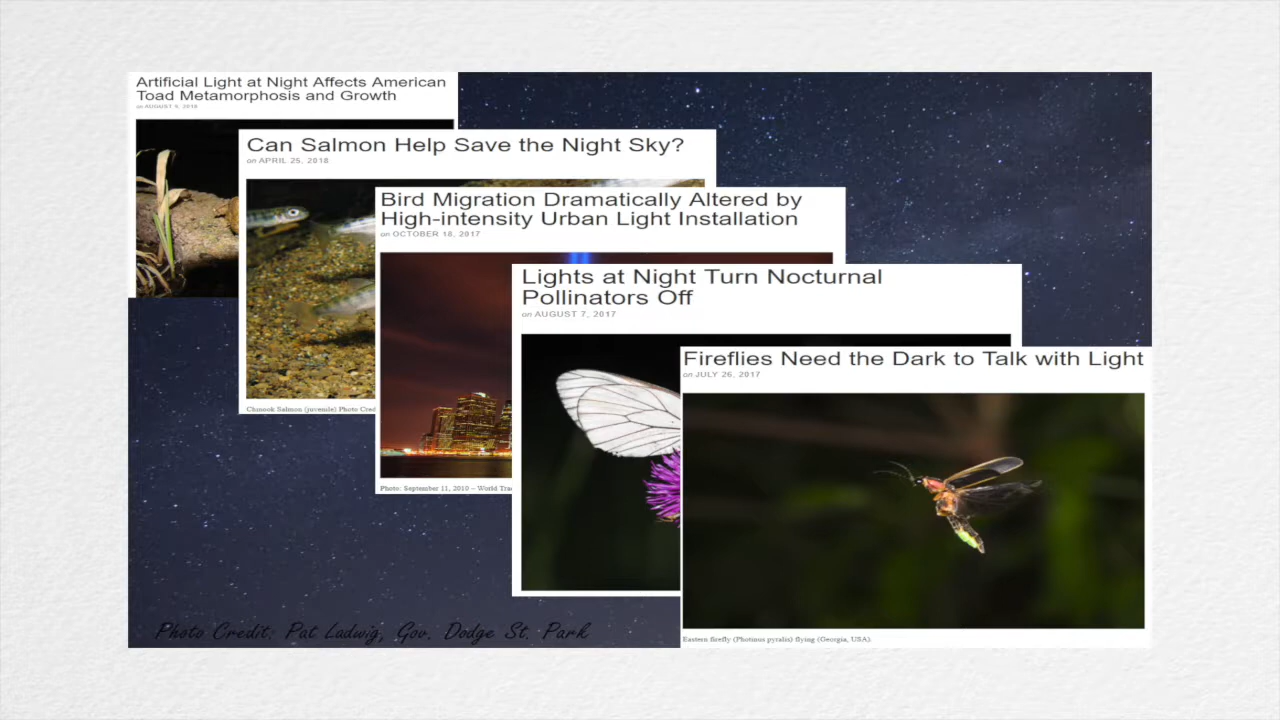 Artificial Light at Night Affects American
Toad Metamorphosis and Growth
on AUGUST 9, 2018
Can Salmon Help Save the Night Sky?
on APRIL 25, 2018
Bird Migration Dramatically Altered by
High-intensity Urban Light Installation
on OCTOBER 18, 2017
Lights at Night Turn Nocturnal
Pollinators Off
on AUGUST 7, 2017
Fireflies Need the Dark to Talk with Light
on JULY 26, 2017
Chinook Salmon (juvenile) Photo Cred
Photo: September 11, 2010 – World Tra
Photo Credit: Pat Ladwig, Gov. Dodge St. Park
Eastern firefly (Photinus pyralis) flying (Georgia, USA).